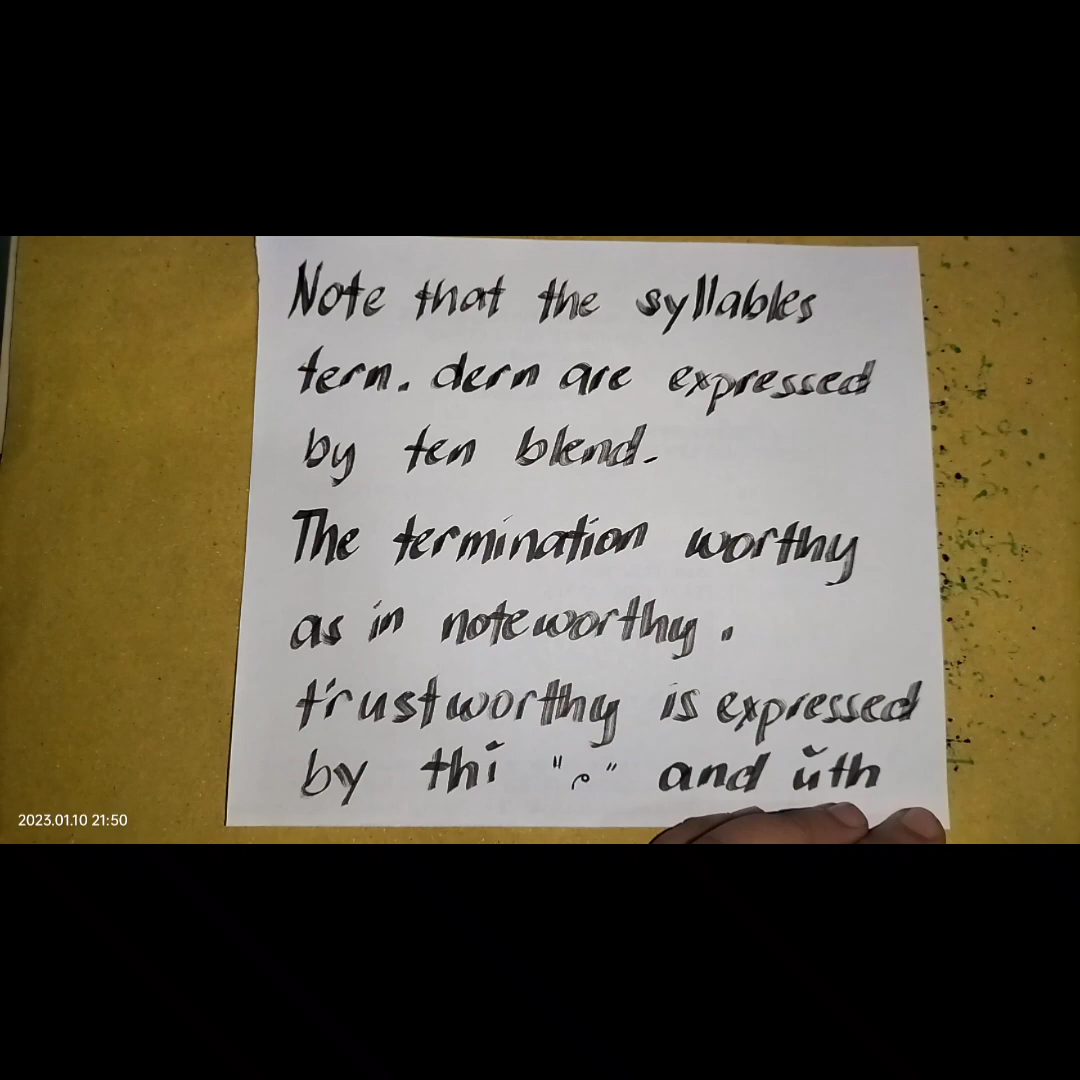 Note that the syllables
tern. dern are expressed
by ten blend.
The termination worthy
as in noteworthy.
trustworthy is expressed
by thi " " and ŭth
2023.01.10 21:50